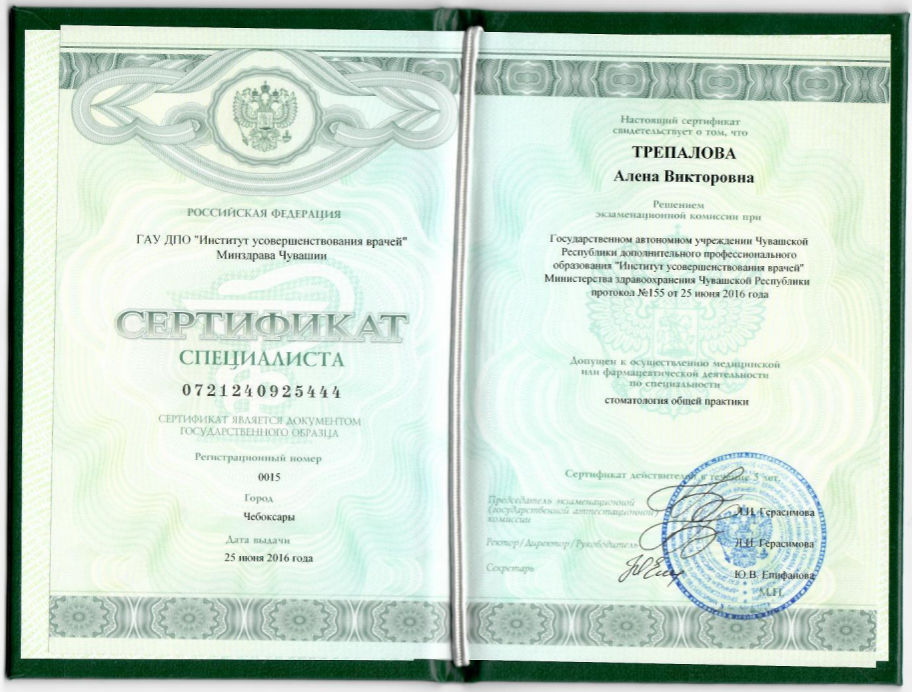 РОССИЙСКАЯ ФЕДЕРАЦИЯ
ГАУ ДПО "Институт усовершенствования врачей"
Минздрава Чувашии
СЕРТИФИКАТ
СПЕЦИАЛИСТА
0721240925444
СЕРТИФИКАТ ЯВЛЯЕТСЯ ДОКУМЕНТОМ
ГОСУДАРСТВЕННОГО ОБРАЗЦА
Регистрационный номер
0015
Город
Чебоксары
Дата выдачи
25 июня 2016 года
Настоящий сертификат
свидетельствует о том, что
ТРЕПАЛОВА
Алена Викторовна
Решением
экзаменационной комиссии при
Государственном автономном учреждении Чувашской
Республики дополнительного профессионального
образования "Институт усовершенствования врачей"
Министерства здравоохранения Чувашской Республики
протокол №155 от 25 июня 2016 года
Допущен к осуществлению медицинской
или фармацевтической деятельности
по специальности
стоматология общей практики
Сертификат действителен в течение 5 лет.
Председатель экзаменационной
(государственной аттестационной)
комиссии
Л.И. Герасимова
Ректор/Директор/Руководитель
Л.И. Герасимова
Секретарь
Ю.В. Епифанова
М.П.